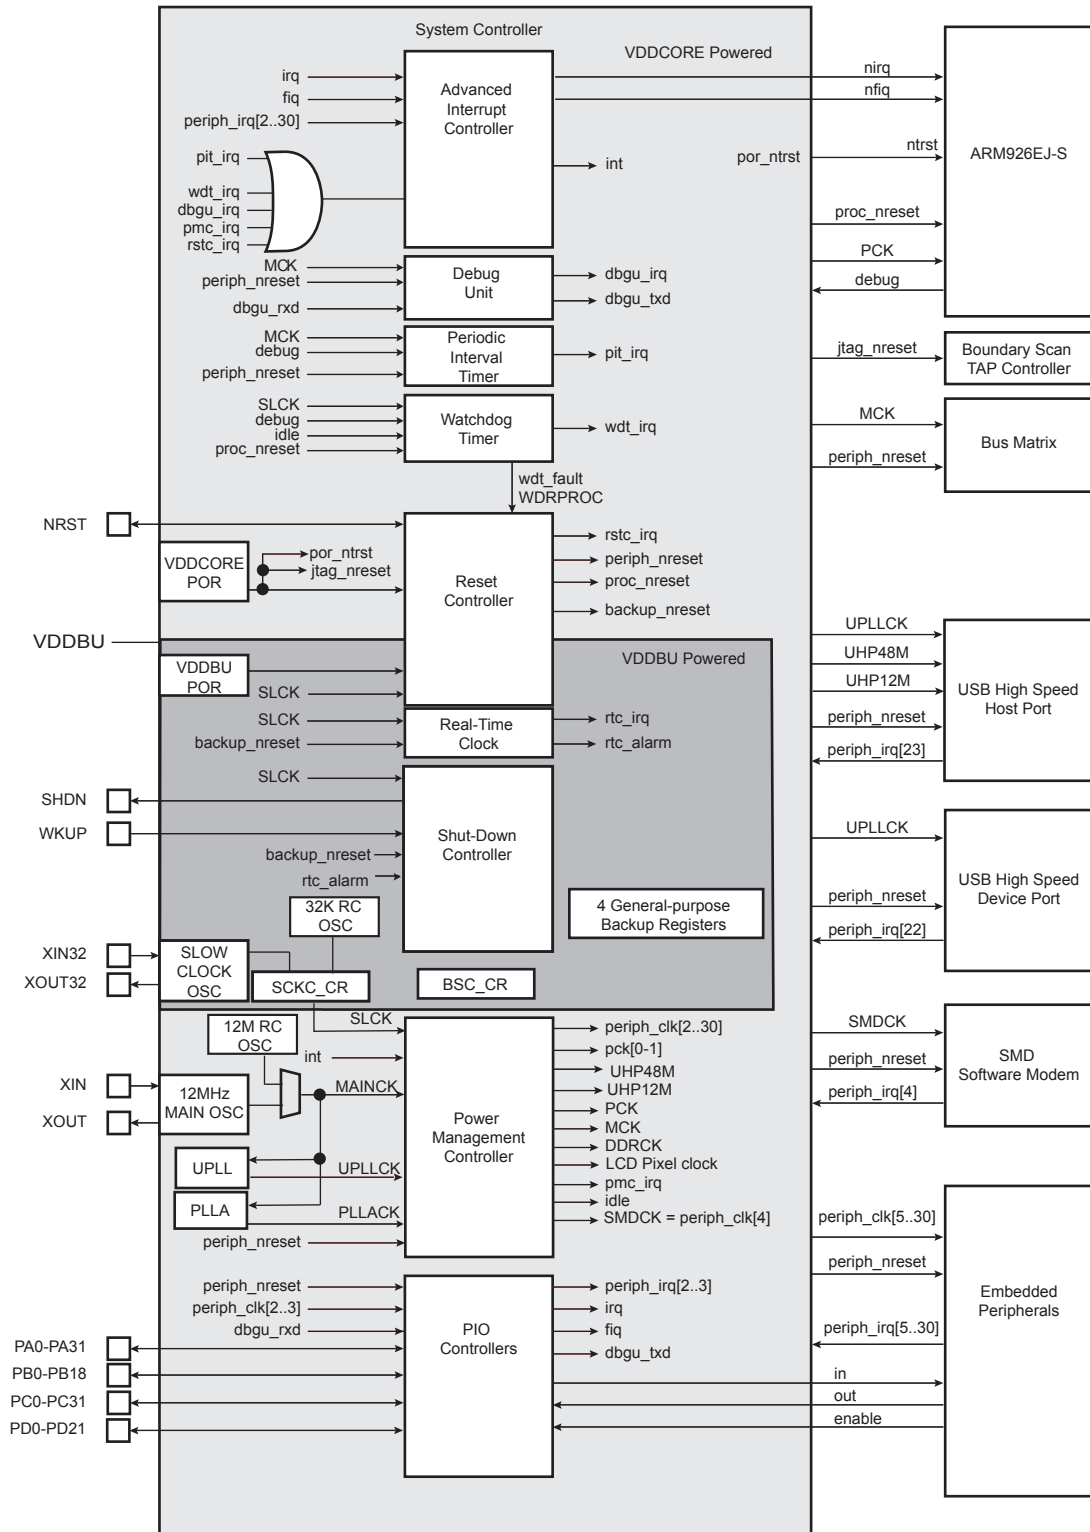 System Controller
VDDCORE Powered
irq
fiq
periph_irq[2..30]
pit_irq
wdt_irq
dbgu_irq
pmc_irq
rstc_irq
Advanced
Interrupt
Controller
int
nirq
nfiq
por_ntrst
ntrst
proc_nreset
PCK
debug
ARM926EJ-S
MCK
periph_nreset
dbgu_rxd
Debug
Unit
dbgu_irq
dbgu_txd
MCK
debug
periph_nreset
Periodic
Interval
Timer
pit_irq
jtag_nreset
Boundary Scan
TAP Controller
SLCK
debug
idle
proc_nreset
Watchdog
Timer
wdt_irq
MCK
periph_nreset
Bus Matrix
wdt_fault
WDRPROC
NRST
VDDCORE
POR
por_ntrst
jtag_nreset
Reset
Controller
rstc_irq
periph_nreset
proc_nreset
backup_nreset
VDDBU
VDDBU Powered
VDDBU
POR
SLCK
UPLLCK
UHP48M
UHP12M
periph_nreset
periph_irq[23]
USB High Speed
Host Port
SLCK
backup_nreset
Real-Time
Clock
rtc_irq
rtc_alarm
SLCK
SHDN
WKUP
backup_nreset
rtc_alarm
Shut-Down
Controller
UPLLCK
periph_nreset
periph_irq[22]
USB High Speed
Device Port
32K RC
OSC
4 General-purpose
Backup Registers
XIN32
XOUT32
SLOW
CLOCK
OSC
SCKC_CR
BSC_CR
SLCK
12M RC
OSC
int
XIN
XOUT
12MHz
MAIN OSC
MAINCK
UPLL
UPLLCK
PLLA
PLLACK
periph_nreset
Power
Management
Controller
periph_clk[2..30]
pck[0-1]
UHP48M
UHP12M
PCK
MCK
DDRCK
LCD Pixel clock
pmc_irq
idle
SMDCK = periph_clk[4]
SMDCK
periph_nreset
periph_irq[4]
SMD
Software Modem
periph_nreset
periph_clk[2..3]
dbgu_rxd
PA0-PA31
PB0-PB18
PC0-PC31
PD0-PD21
PIO
Controllers
periph_irq[2..3]
irq
fiq
dbgu_txd
periph_clk[5..30]
periph_nreset
periph_irq[5..30]
in
out
enable
Embedded
Peripherals